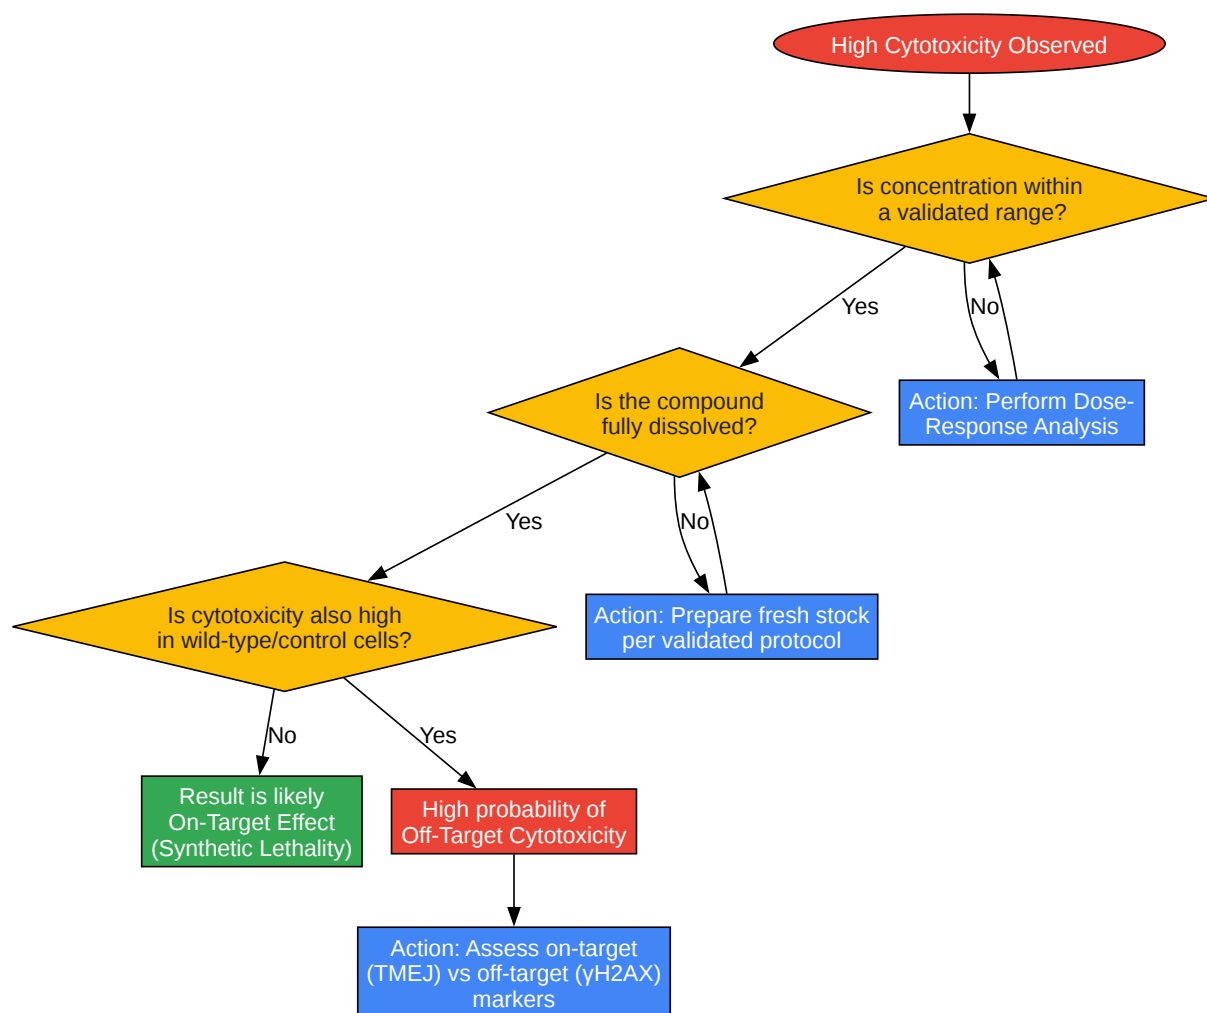 High Cytotoxicity Observed
Is concentration within
a validated range?
Yes
No
Action: Perform Dose-
Response Analysis
Is the compound
fully dissolved?
Yes
No
Action: Prepare fresh stock
per validated protocol
Is cytotoxicity also high
in wild-type/control cells?
No
Yes
Result is likely
On-Target Effect
(Synthetic Lethality)
High probability of
Off-Target Cytotoxicity
Action: Assess on-target
(TMEJ) vs off-target (γH2AX)
markers